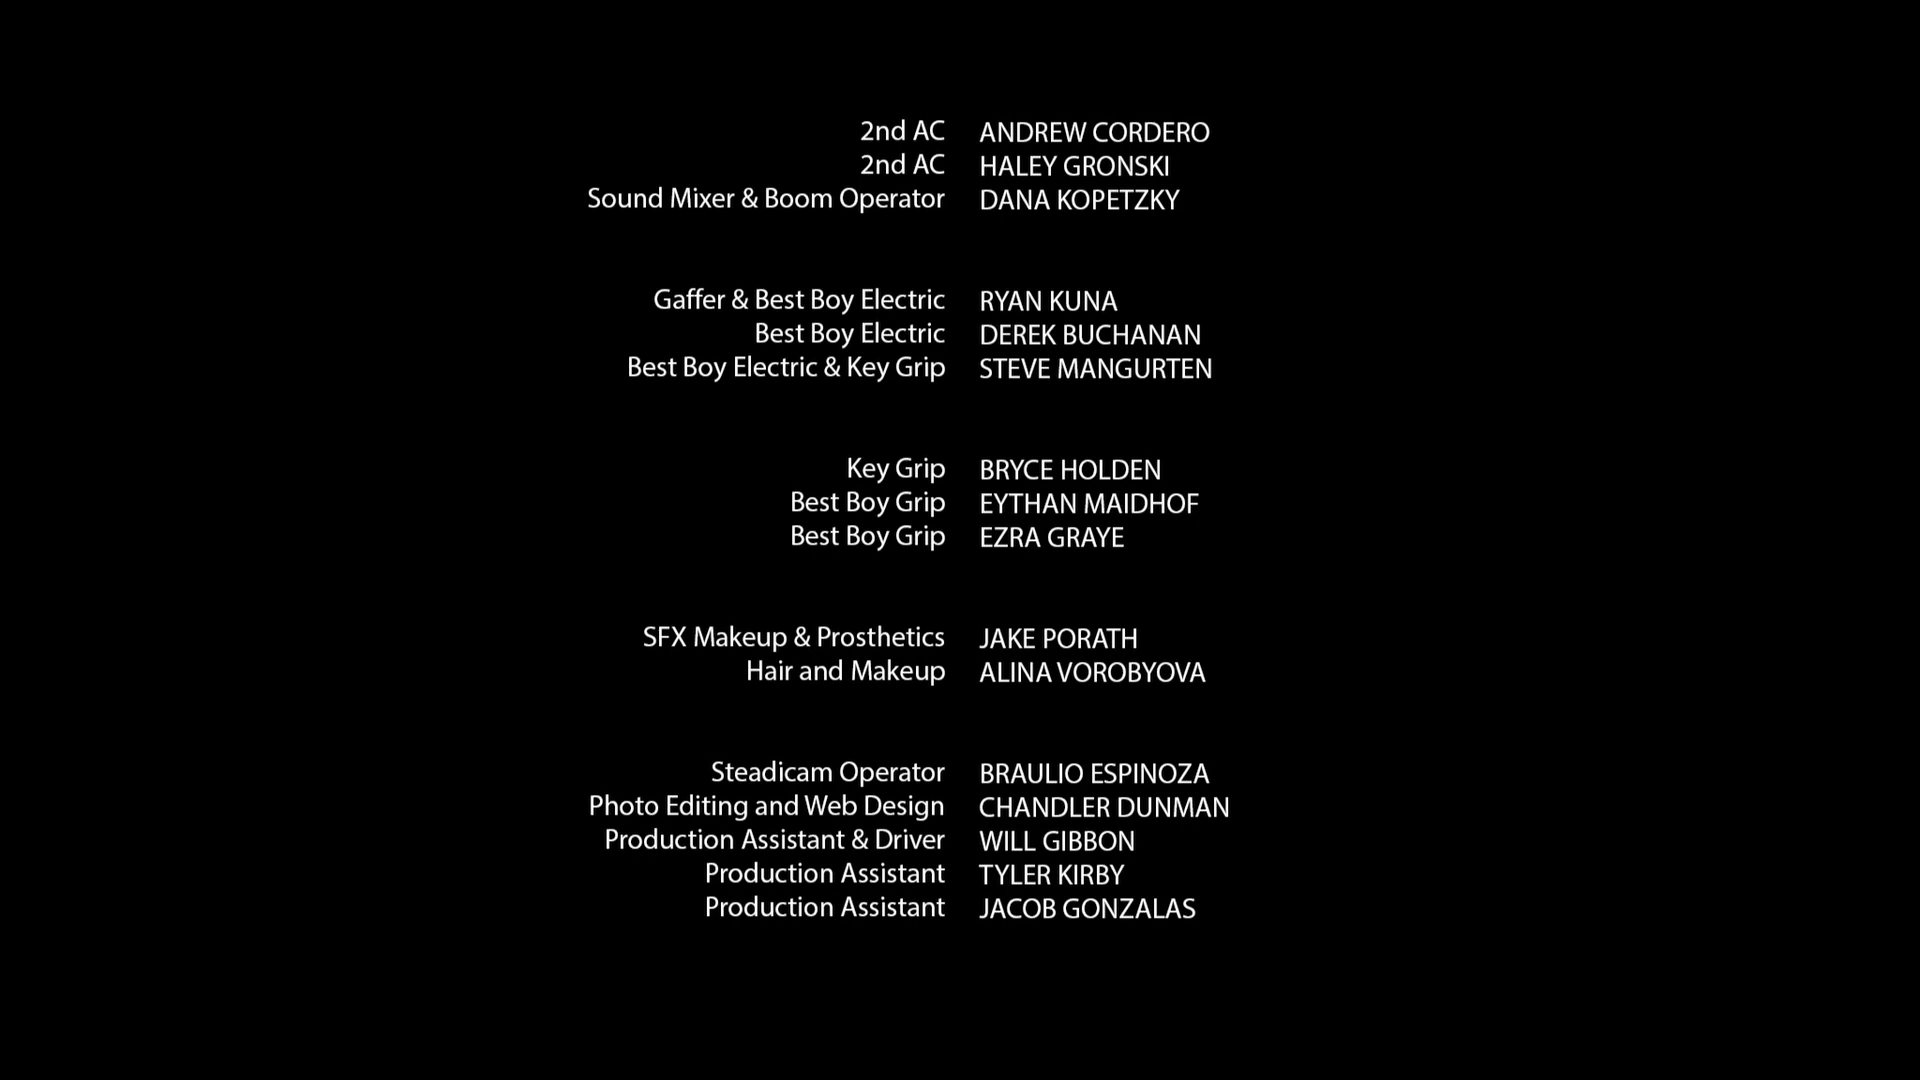 2nd AC ANDREW CORDERO
2nd AC HALEY GRONSKI
Sound Mixer & Boom Operator DANA KOPETZKY
Gaffer & Best Boy Electric RYAN KUNA
Best Boy Electric DEREK BUCHANAN
Best Boy Electric & Key Grip STEVE MANGURTEN
Key Grip BRYCE HOLDEN
Best Boy Grip EYTHAN MAIDHOF
Best Boy Grip EZRA GRAYE
SFX Makeup & Prosthetics JAKE PORATH
Hair and Makeup ALINA VOROBYOVA
Steadicam Operator BRAULIO ESPINOZA
Photo Editing and Web Design CHANDLER DUNMAN
Production Assistant & Driver WILL GIBBON
Production Assistant TYLER KIRBY
Production Assistant JACOB GONZALAS